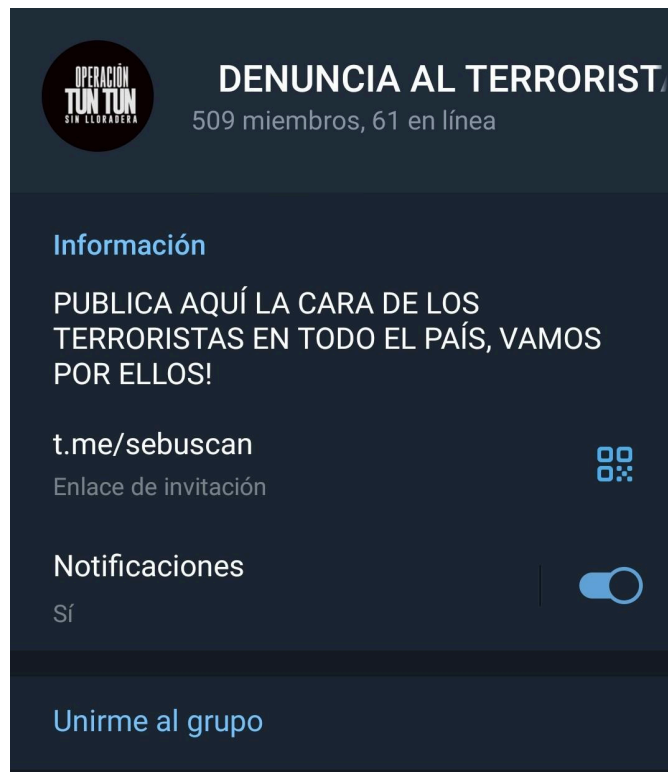 OPERACIÓN
TUN TUN
SIN LLORADERA
DENUNCIA AL TERRORIST
509 miembros, 61 en línea
Información
PUBLICA AQUÍ LA CARA DE LOS
TERRORISTAS EN TODO EL PAÍS, VAMOS
POR ELLOS!
t.me/sebuscan
Enlace de invitación
Notificaciones
Sí
Unirme al grupo